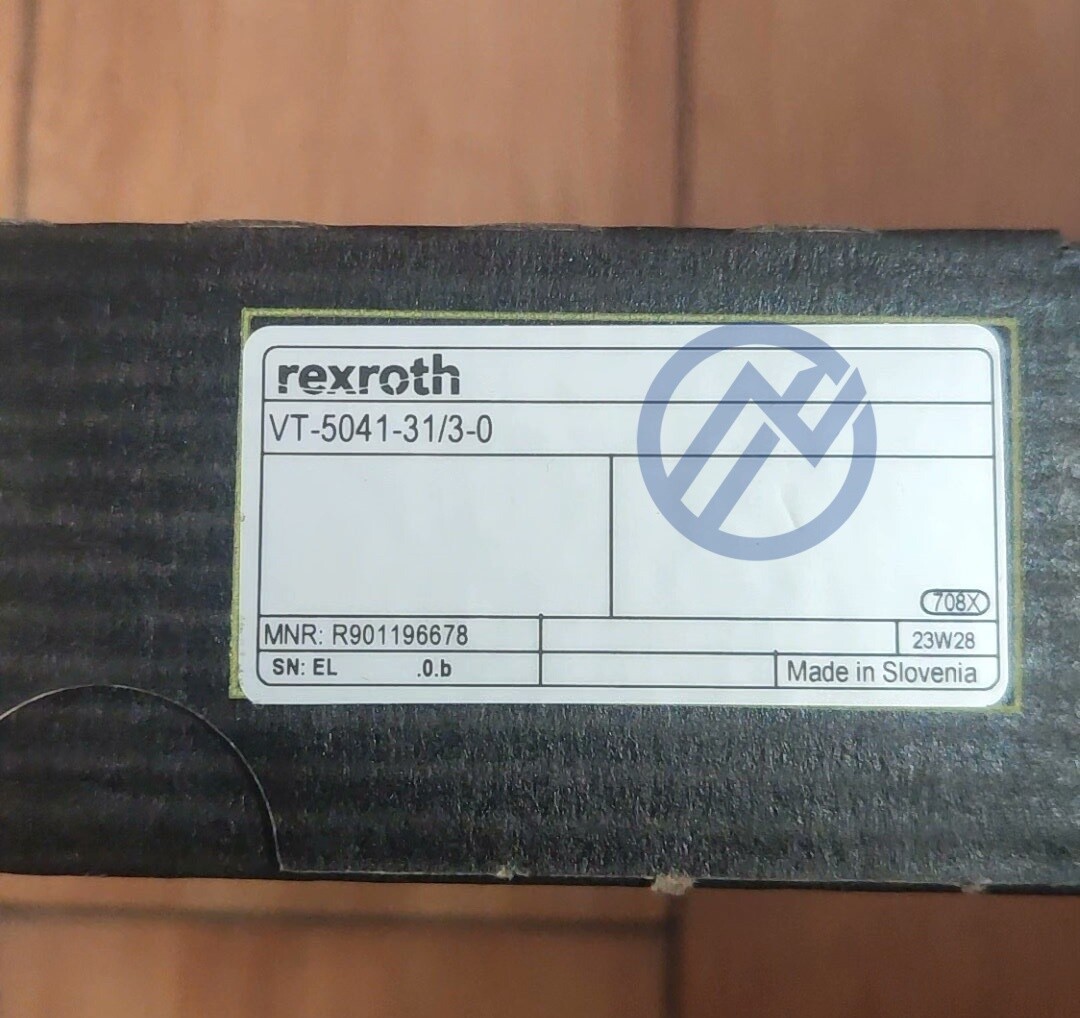 rexroth
VT-5041-31/3-0
708X
MNR: R901196678
23W28
SN: EL .0.b
Made in Slovenia